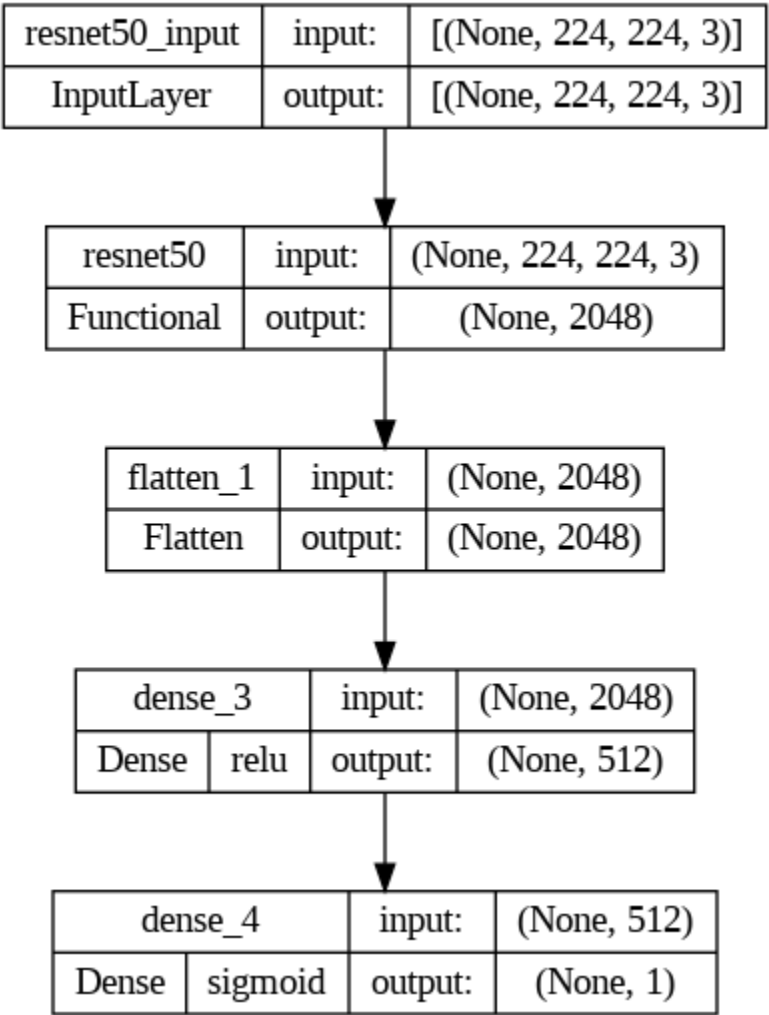 resnet50_input input: [(None, 224, 224, 3)]
InputLayer output: [(None, 224, 224, 3)]
resnet50 input: (None, 224, 224, 3)
Functional output: (None, 2048)
flatten_1 input: (None, 2048)
Flatten output: (None, 2048)
dense_3 input: (None, 2048)
Dense relu output: (None, 512)
dense_4 input: (None, 512)
Dense sigmoid output: (None, 1)